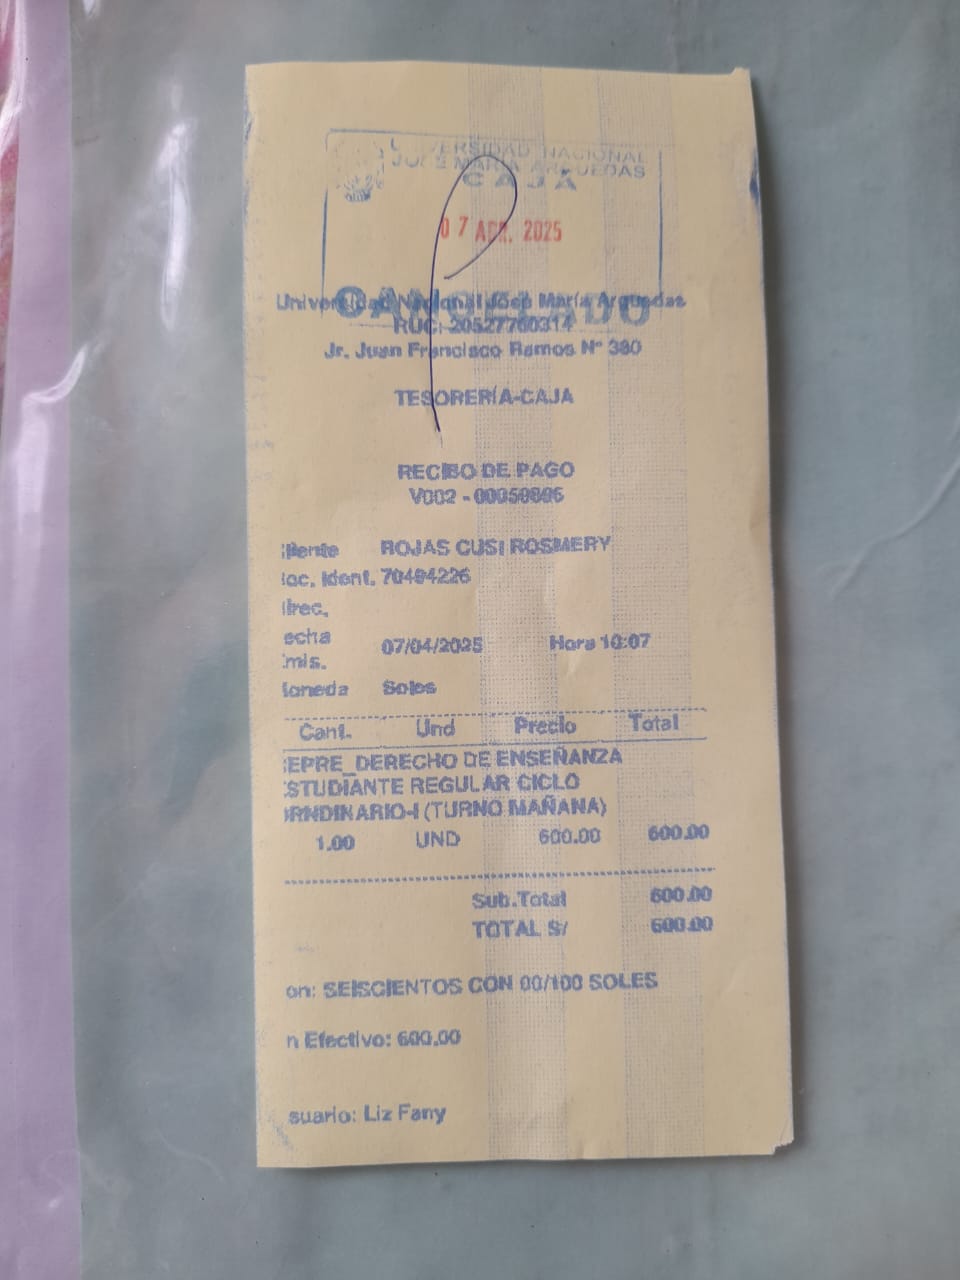 UNIVERSIDAD NACIONAL
JOSÉ MARÍA ARGUEDAS
CAJA
07 ABR. 2025
CANCELADO
Universidad Nacional José María Arguedas
RUC: 20527760314
Jr. Juan Francisco Ramos N° 380
TESORERÍA-CAJA
RECIBO DE PAGO
V002 - 00059896
liente ROJAS CUSI ROSMERY
oc. Ident. 70494226
irec.
echa
mis. 07/04/2025 Hora 10:07
oneda Soles
Cant. Und Precio Total
EPRE_DERECHO DE ENSEÑANZA
STUDIANTE REGULAR CICLO
ORNDINARIO-I (TURNO MAÑANA)
1.00 UND 600.00 600.00
Sub.Total 600.00
TOTAL S/ 600.00
on: SEISCIENTOS CON 00/100 SOLES
n Efectivo: 600.00
suario: Liz Fany